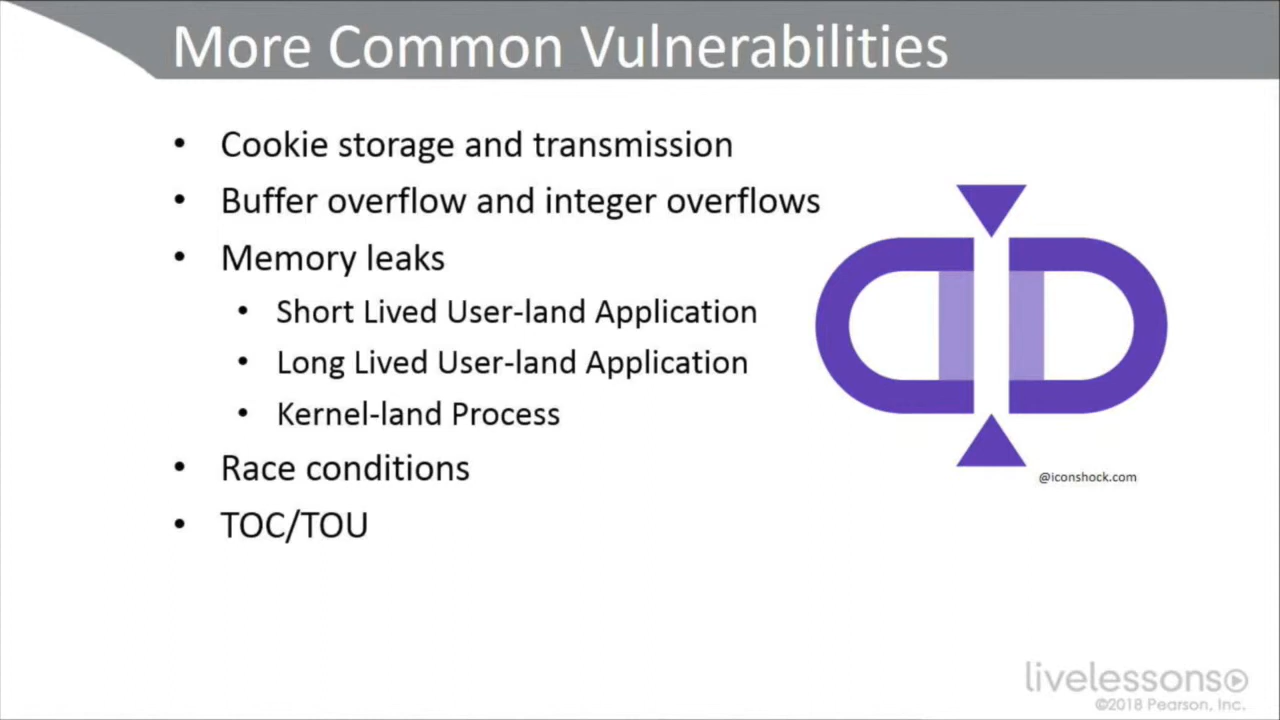 More Common Vulnerabilities
• Cookie storage and transmission
• Buffer overflow and integer overflows
• Memory leaks
• Short Lived User-land Application
• Long Lived User-land Application
• Kernel-land Process
• Race conditions
• TOC/TOU
@iconshock.com
livelessons
©2018 Pearson, Inc.